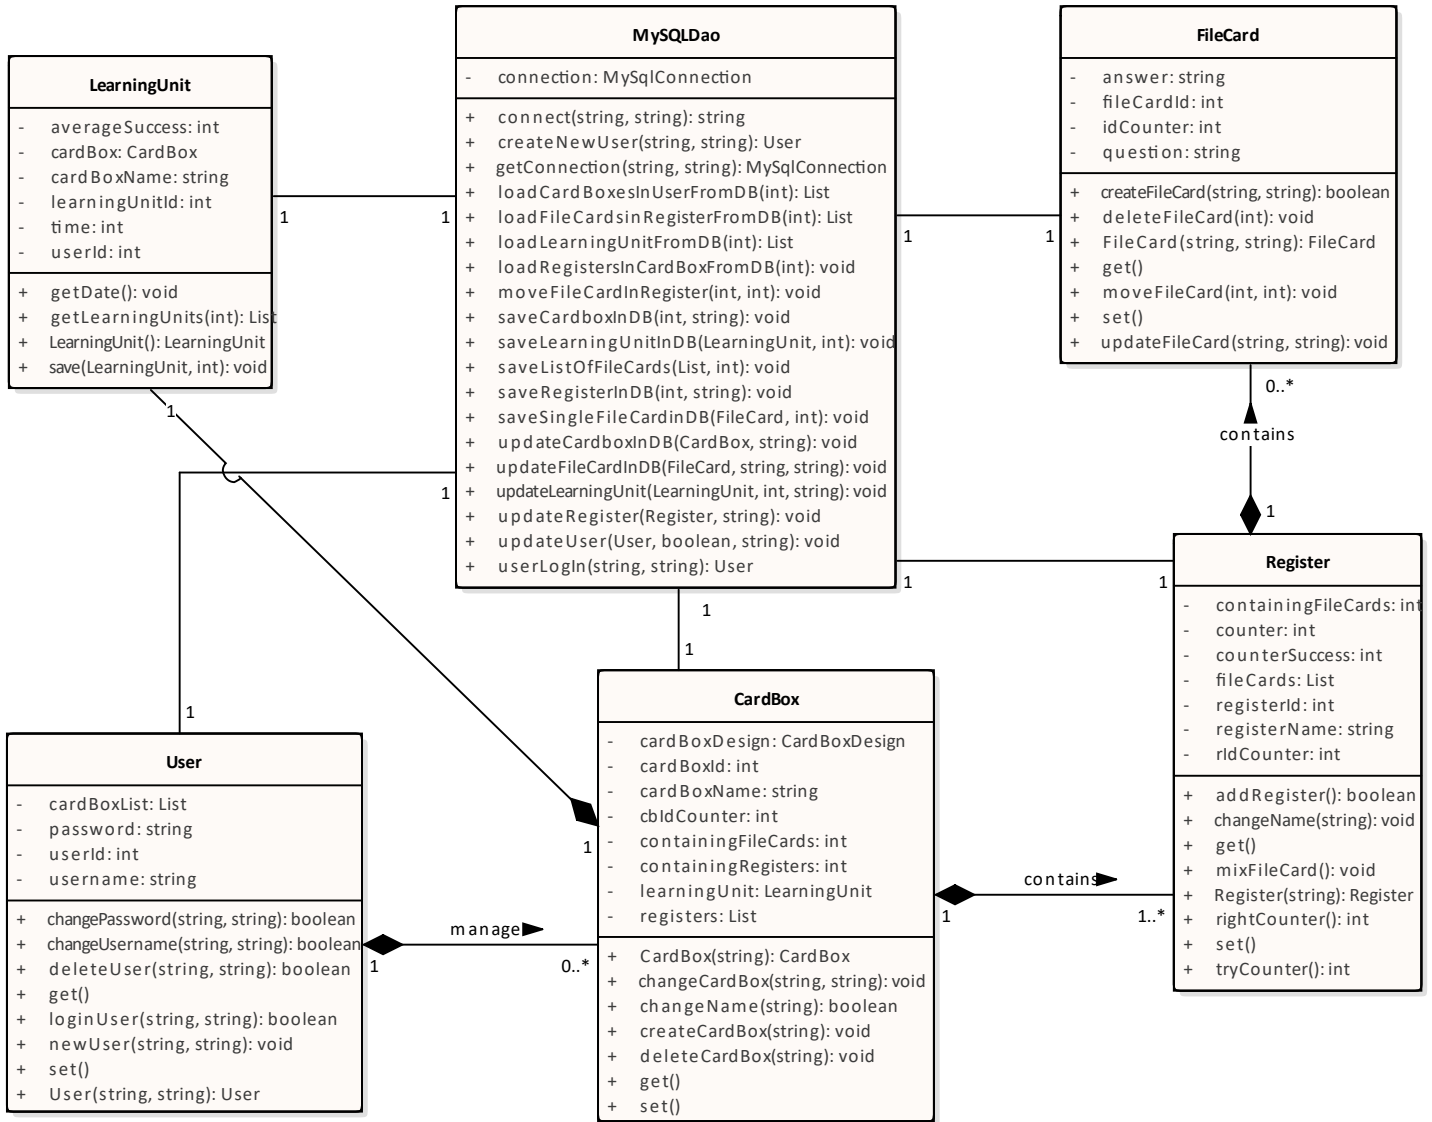 LearningUnit
- averageSuccess: int
- cardBox: CardBox
- cardBoxName: string
- learningUnitId: int
- time: int
- userId: int
+ getDate(): void
+ getLearningUnits(int): List
+ LearningUnit(): LearningUnit
+ save(LearningUnit, int): void
1
1
1
MySQLDao
- connection: MySqlConnection
+ connect(string, string): string
+ createNewUser(string, string): User
+ getConnection(string, string): MySqlConnection
+ loadCardBoxesInUserFromDB(int): List
+ loadFileCardsinRegisterFromDB(int): List
+ loadLearningUnitFromDB(int): List
+ loadRegistersInCardBoxFromDB(int): void
+ moveFileCardInRegister(int, int): void
+ saveCardboxInDB(int, string): void
+ saveLearningUnitInDB(LearningUnit, int): void
+ saveListOfFileCards(List, int): void
+ saveRegisterInDB(int, string): void
+ saveSingleFileCardinDB(FileCard, int): void
+ updateCardboxInDB(CardBox, string): void
+ updateFileCardInDB(FileCard, string, string): void
+ updateLearningUnit(LearningUnit, int, string): void
+ updateRegister(Register, string): void
+ updateUser(User, boolean, string): void
+ userLogIn(string, string): User
1
1
1
1
1
1
1
1
FileCard
- answer: string
- fileCardId: int
- idCounter: int
- question: string
+ createFileCard(string, string): boolean
+ deleteFileCard(int): void
+ FileCard(string, string): FileCard
+ get()
+ moveFileCard(int, int): void
+ set()
+ updateFileCard(string, string): void
0..*
contains
1
Register
- containingFileCards: int
- counter: int
- counterSuccess: int
- fileCards: List
- registerId: int
- registerName: string
- rIdCounter: int
+ addRegister(): boolean
+ changeName(string): void
+ get()
+ mixFileCard(): void
+ Register(string): Register
+ rightCounter(): int
+ set()
+ tryCounter(): int
User
- cardBoxList: List
- password: string
- userId: int
- username: string
+ changePassword(string, string): boolean
+ changeUsername(string, string): boolean
+ deleteUser(string, string): boolean
+ get()
+ loginUser(string, string): boolean
+ newUser(string, string): void
+ set()
+ User(string, string): User
manage
1
0..*
1
CardBox
- cardBoxDesign: CardBoxDesign
- cardBoxId: int
- cardBoxName: string
- cbIdCounter: int
- containingFileCards: int
- containingRegisters: int
- learningUnit: LearningUnit
- registers: List
+ CardBox(string): CardBox
+ changeCardBox(string, string): void
+ changeName(string): boolean
+ createCardBox(string): void
+ deleteCardBox(string): void
+ get()
+ set()
contains
1
1..*